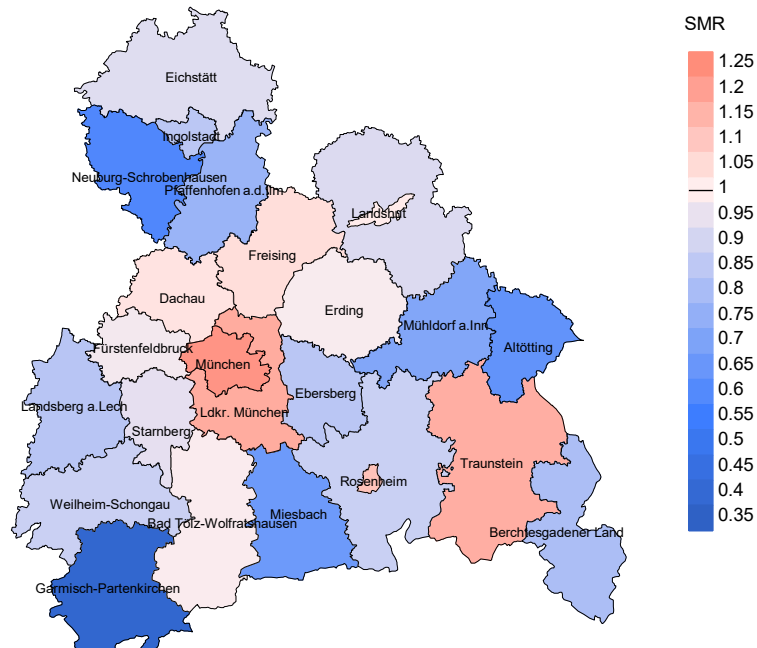 SMR
1.25
1.2
1.15
1.1
1.05
1
0.95
0.9
0.85
0.8
0.75
0.7
0.65
0.6
0.55
0.5
0.45
0.4
0.35
Eichstätt
Ingolstadt
Neuburg-Schrobenhausen
Pfaffenhofen a.d.Ilm
Landshut
Freising
Dachau
Erding
Mühldorf a.Inn
Altötting
Fürstenfeldbruck
München
Ebersberg
Landsberg a.Lech
Ldkr. München
Starnberg
Traunstein
Rosenheim
Weilheim-Schongau
Miesbach
Bad Tölz-Wolfratshausen
Berchtesgadener Land
Garmisch-Partenkirchen